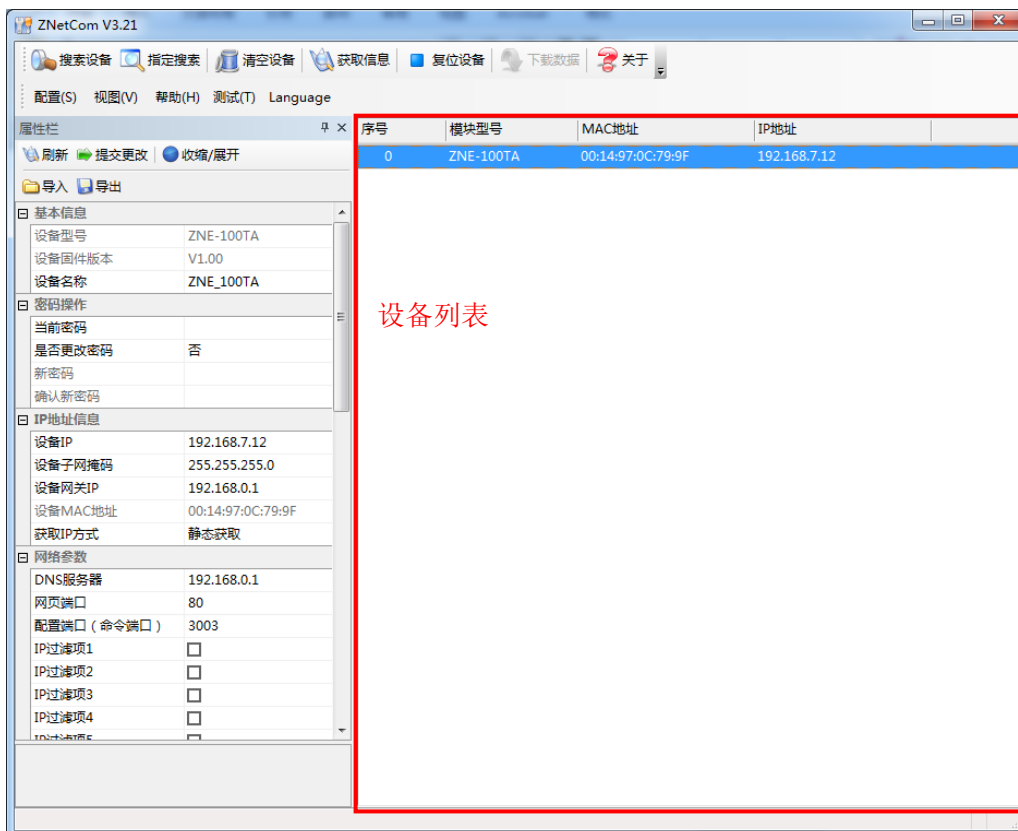 ZNetCom V3.21
搜索设备 指定搜索 清空设备 获取信息 复位设备 下载数据 关于
配置(S) 视图(V) 帮助(H) 测试(T) Language
属性栏
刷新 提交更改 收缩/展开
导入 导出
基本信息
设备型号 ZNE-100TA
设备固件版本 V1.00
设备名称 ZNE_100TA
密码操作
当前密码
是否更改密码 否
新密码
确认新密码
IP地址信息
设备IP 192.168.7.12
设备子网掩码 255.255.255.0
设备网关IP 192.168.0.1
设备MAC地址 00:14:97:0C:79:9F
获取IP方式 静态获取
网络参数
DNS服务器 192.168.0.1
网页端口 80
配置端口（命令端口） 3003
IP过滤项1
IP过滤项2
IP过滤项3
IP过滤项4
IP过滤项5
序号 模块型号 MAC地址 IP地址
0 ZNE-100TA 00:14:97:0C:79:9F 192.168.7.12
设备列表